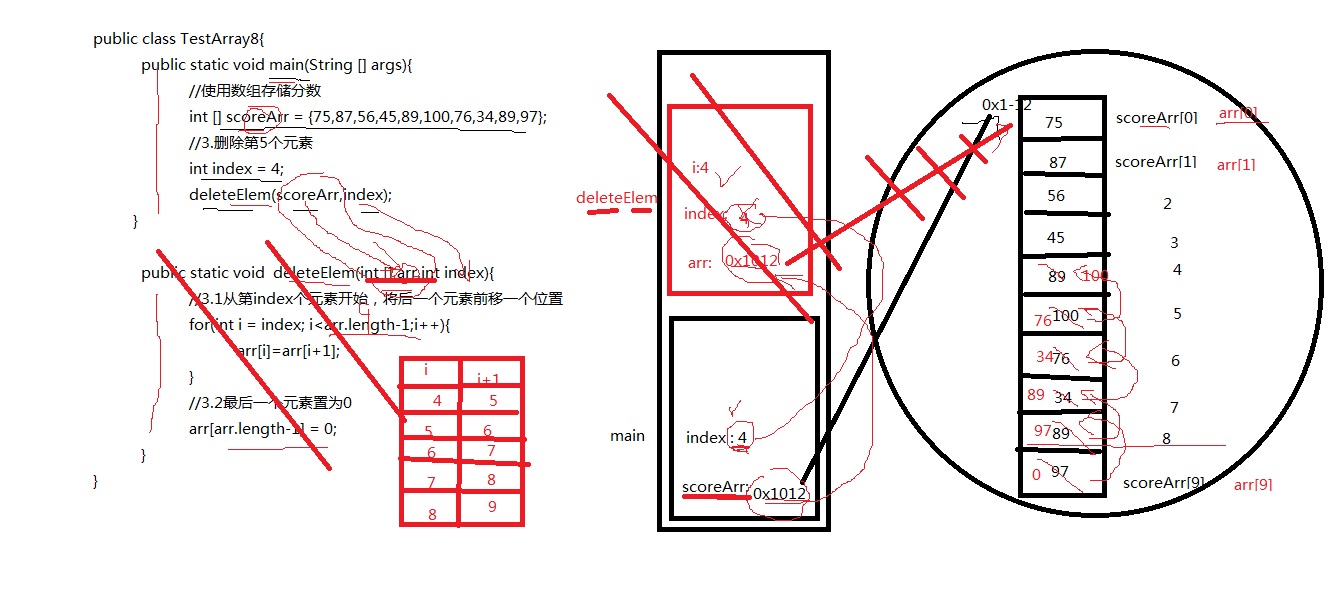 public class TestArray8{
public static void main(String [] args){
//使用数组存储分数
int [] scoreArr = {75,87,56,45,89,100,76,34,89,97};
//3.删除第5个元素
int index = 4;
deleteElem(scoreArr,index);
}
public static void deleteElem(int [] arr,int index){
//3.1从第index个元素开始，将后一个元素前移一个位置
for(int i = index; i<arr.length-1;i++){
arr[i]=arr[i+1];
}
//3.2最后一个元素置为0
arr[arr.length-1] = 0;
}
}
4
i i+1
4 5
5 6
6 7
7 8
8 9
deleteElem
i:4
index: 4
arr: 0x1012
main
index : 4
scoreArr: 0x1012
75 scoreArr[0] arr[0]
87 scoreArr[1] arr[1]
56 2
45 3
89 100 4
76 100 5
34 76 6
89 34 7
97 89 8
0 97 scoreArr[9] arr[9]